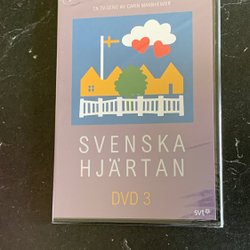 EN TV-SERIE AV CARIN MANNHEIMER
SVENSKA
HJÄRTAN
DVD 3
svt